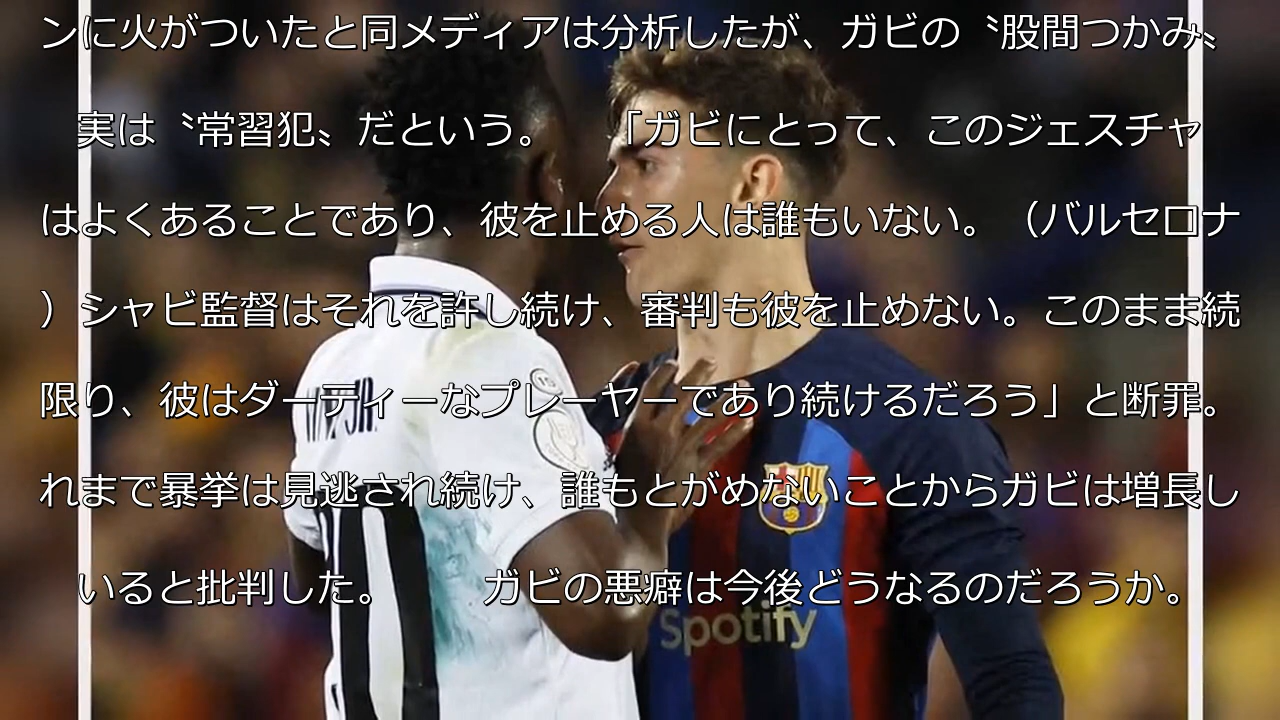 ンに火がついたと同メディアは分析したが、ガビの〝股間つかみ〟
実は〝常習犯〟だという。　「ガビにとって、このジェスチャ
はよくあることであり、彼を止める人は誰もいない。（バルセロナ
）シャビ監督はそれを許し続け、審判も彼を止めない。このまま続
限り、彼はダーティーなプレーヤーであり続けるだろう」と断罪。
れまで暴挙は見逃され続け、誰もとがめないことからガビは増長し
いると批判した。　ガビの悪癖は今後どうなるのだろうか。
JR.
Spotify